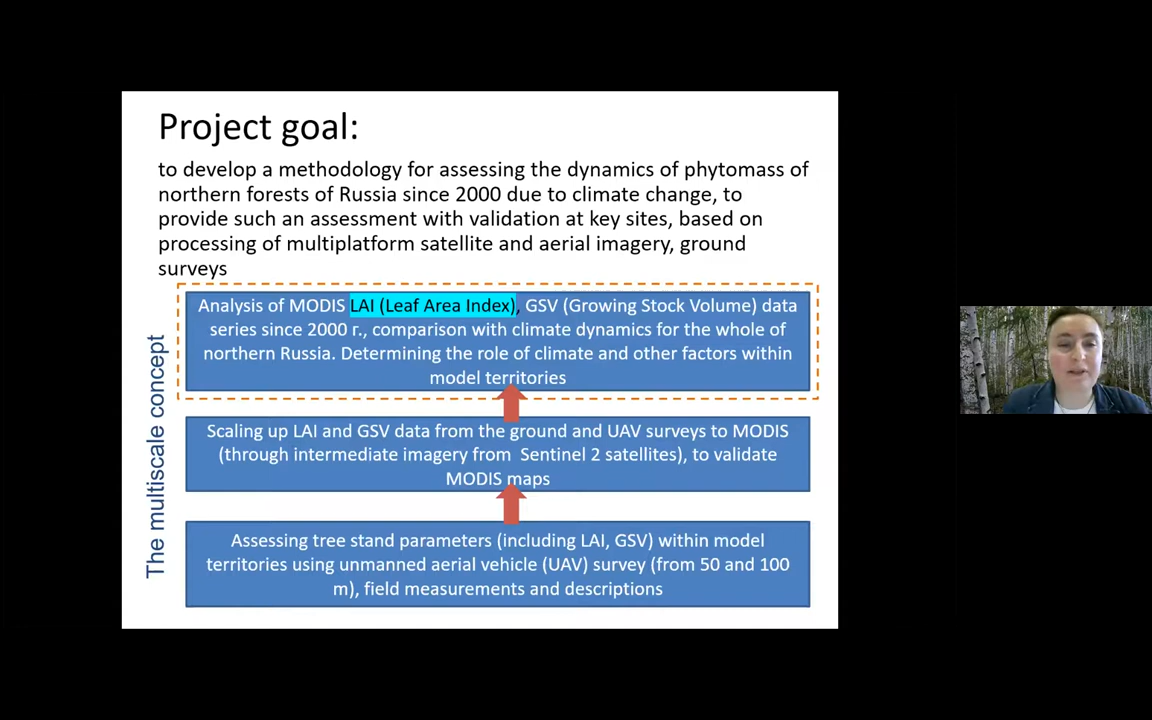 Project goal:
to develop a methodology for assessing the dynamics of phytomass of
northern forests of Russia since 2000 due to climate change, to
provide such an assessment with validation at key sites, based on
processing of multiplatform satellite and aerial imagery, ground
surveys
The multiscale concept
Analysis of MODIS LAI (Leaf Area Index), GSV (Growing Stock Volume) data
series since 2000 r., comparison with climate dynamics for the whole of
northern Russia. Determining the role of climate and other factors within
model territories
Scaling up LAI and GSV data from the ground and UAV surveys to MODIS
(through intermediate imagery from Sentinel 2 satellites), to validate
MODIS maps
Assessing tree stand parameters (including LAI, GSV) within model
territories using unmanned aerial vehicle (UAV) survey (from 50 and 100
m), field measurements and descriptions